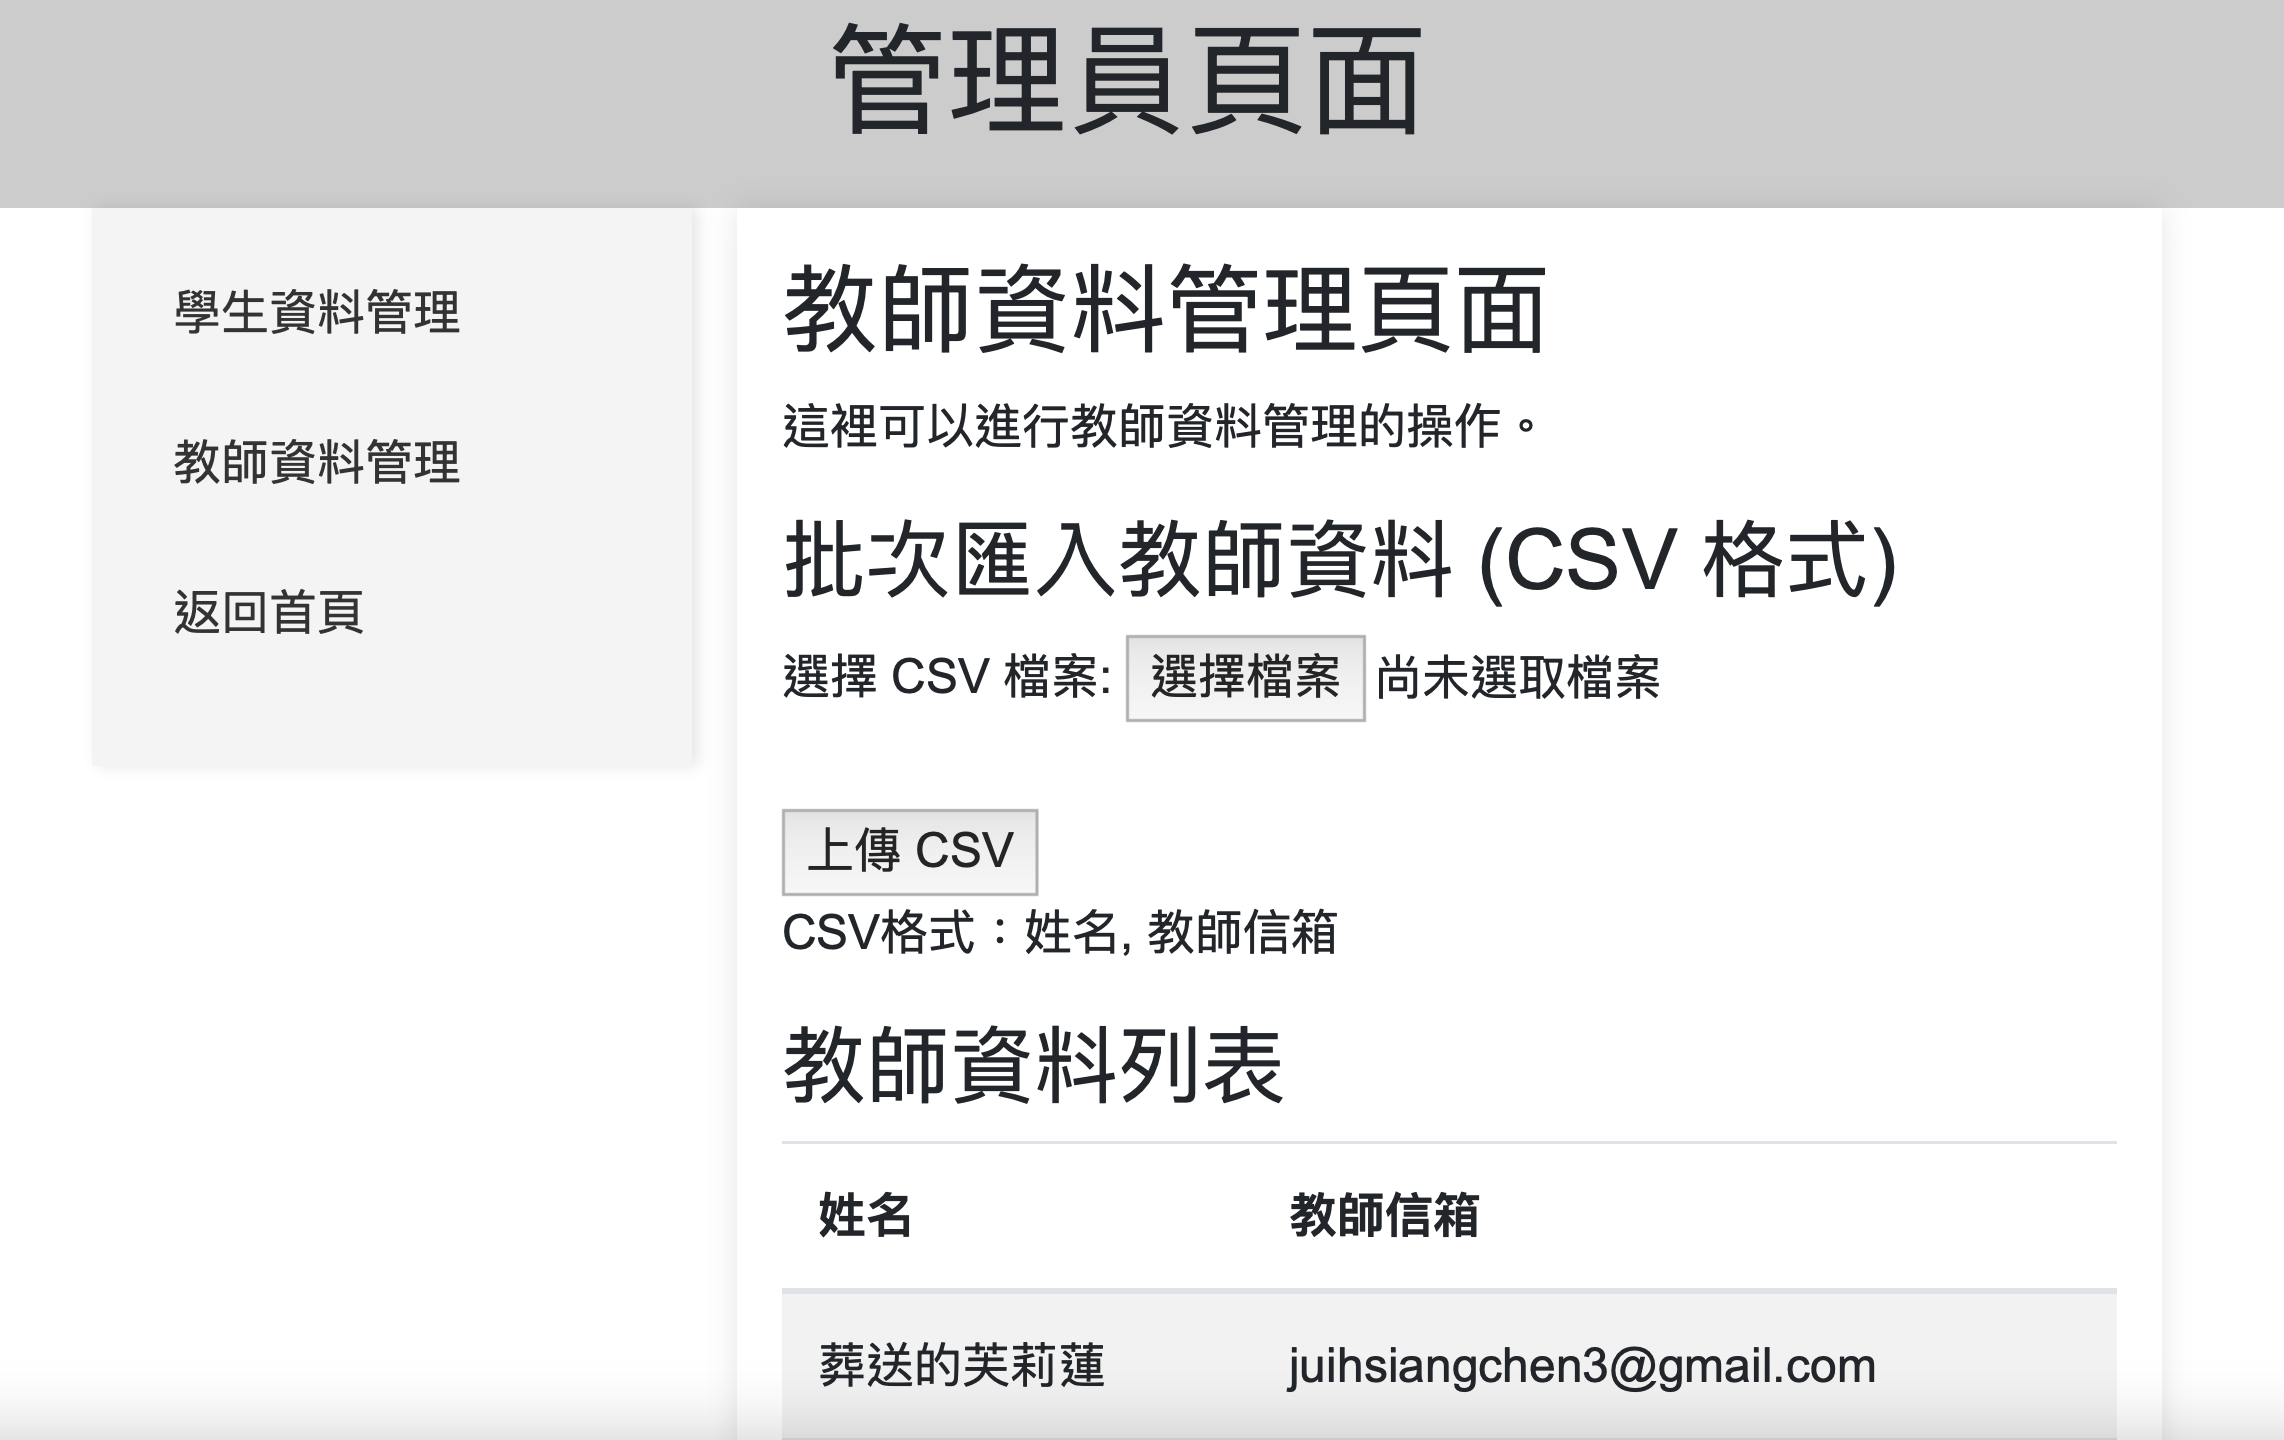 管理員頁面
學生資料管理
教師資料管理
返回首頁
教師資料管理頁面
這裡可以進行教師資料管理的操作。
批次匯入教師資料 (CSV 格式)
選擇 CSV 檔案: 選擇檔案 尚未選取檔案
上傳 CSV
CSV格式：姓名, 教師信箱
教師資料列表
姓名 教師信箱
葬送的芙莉蓮 juihsiangchen3@gmail.com